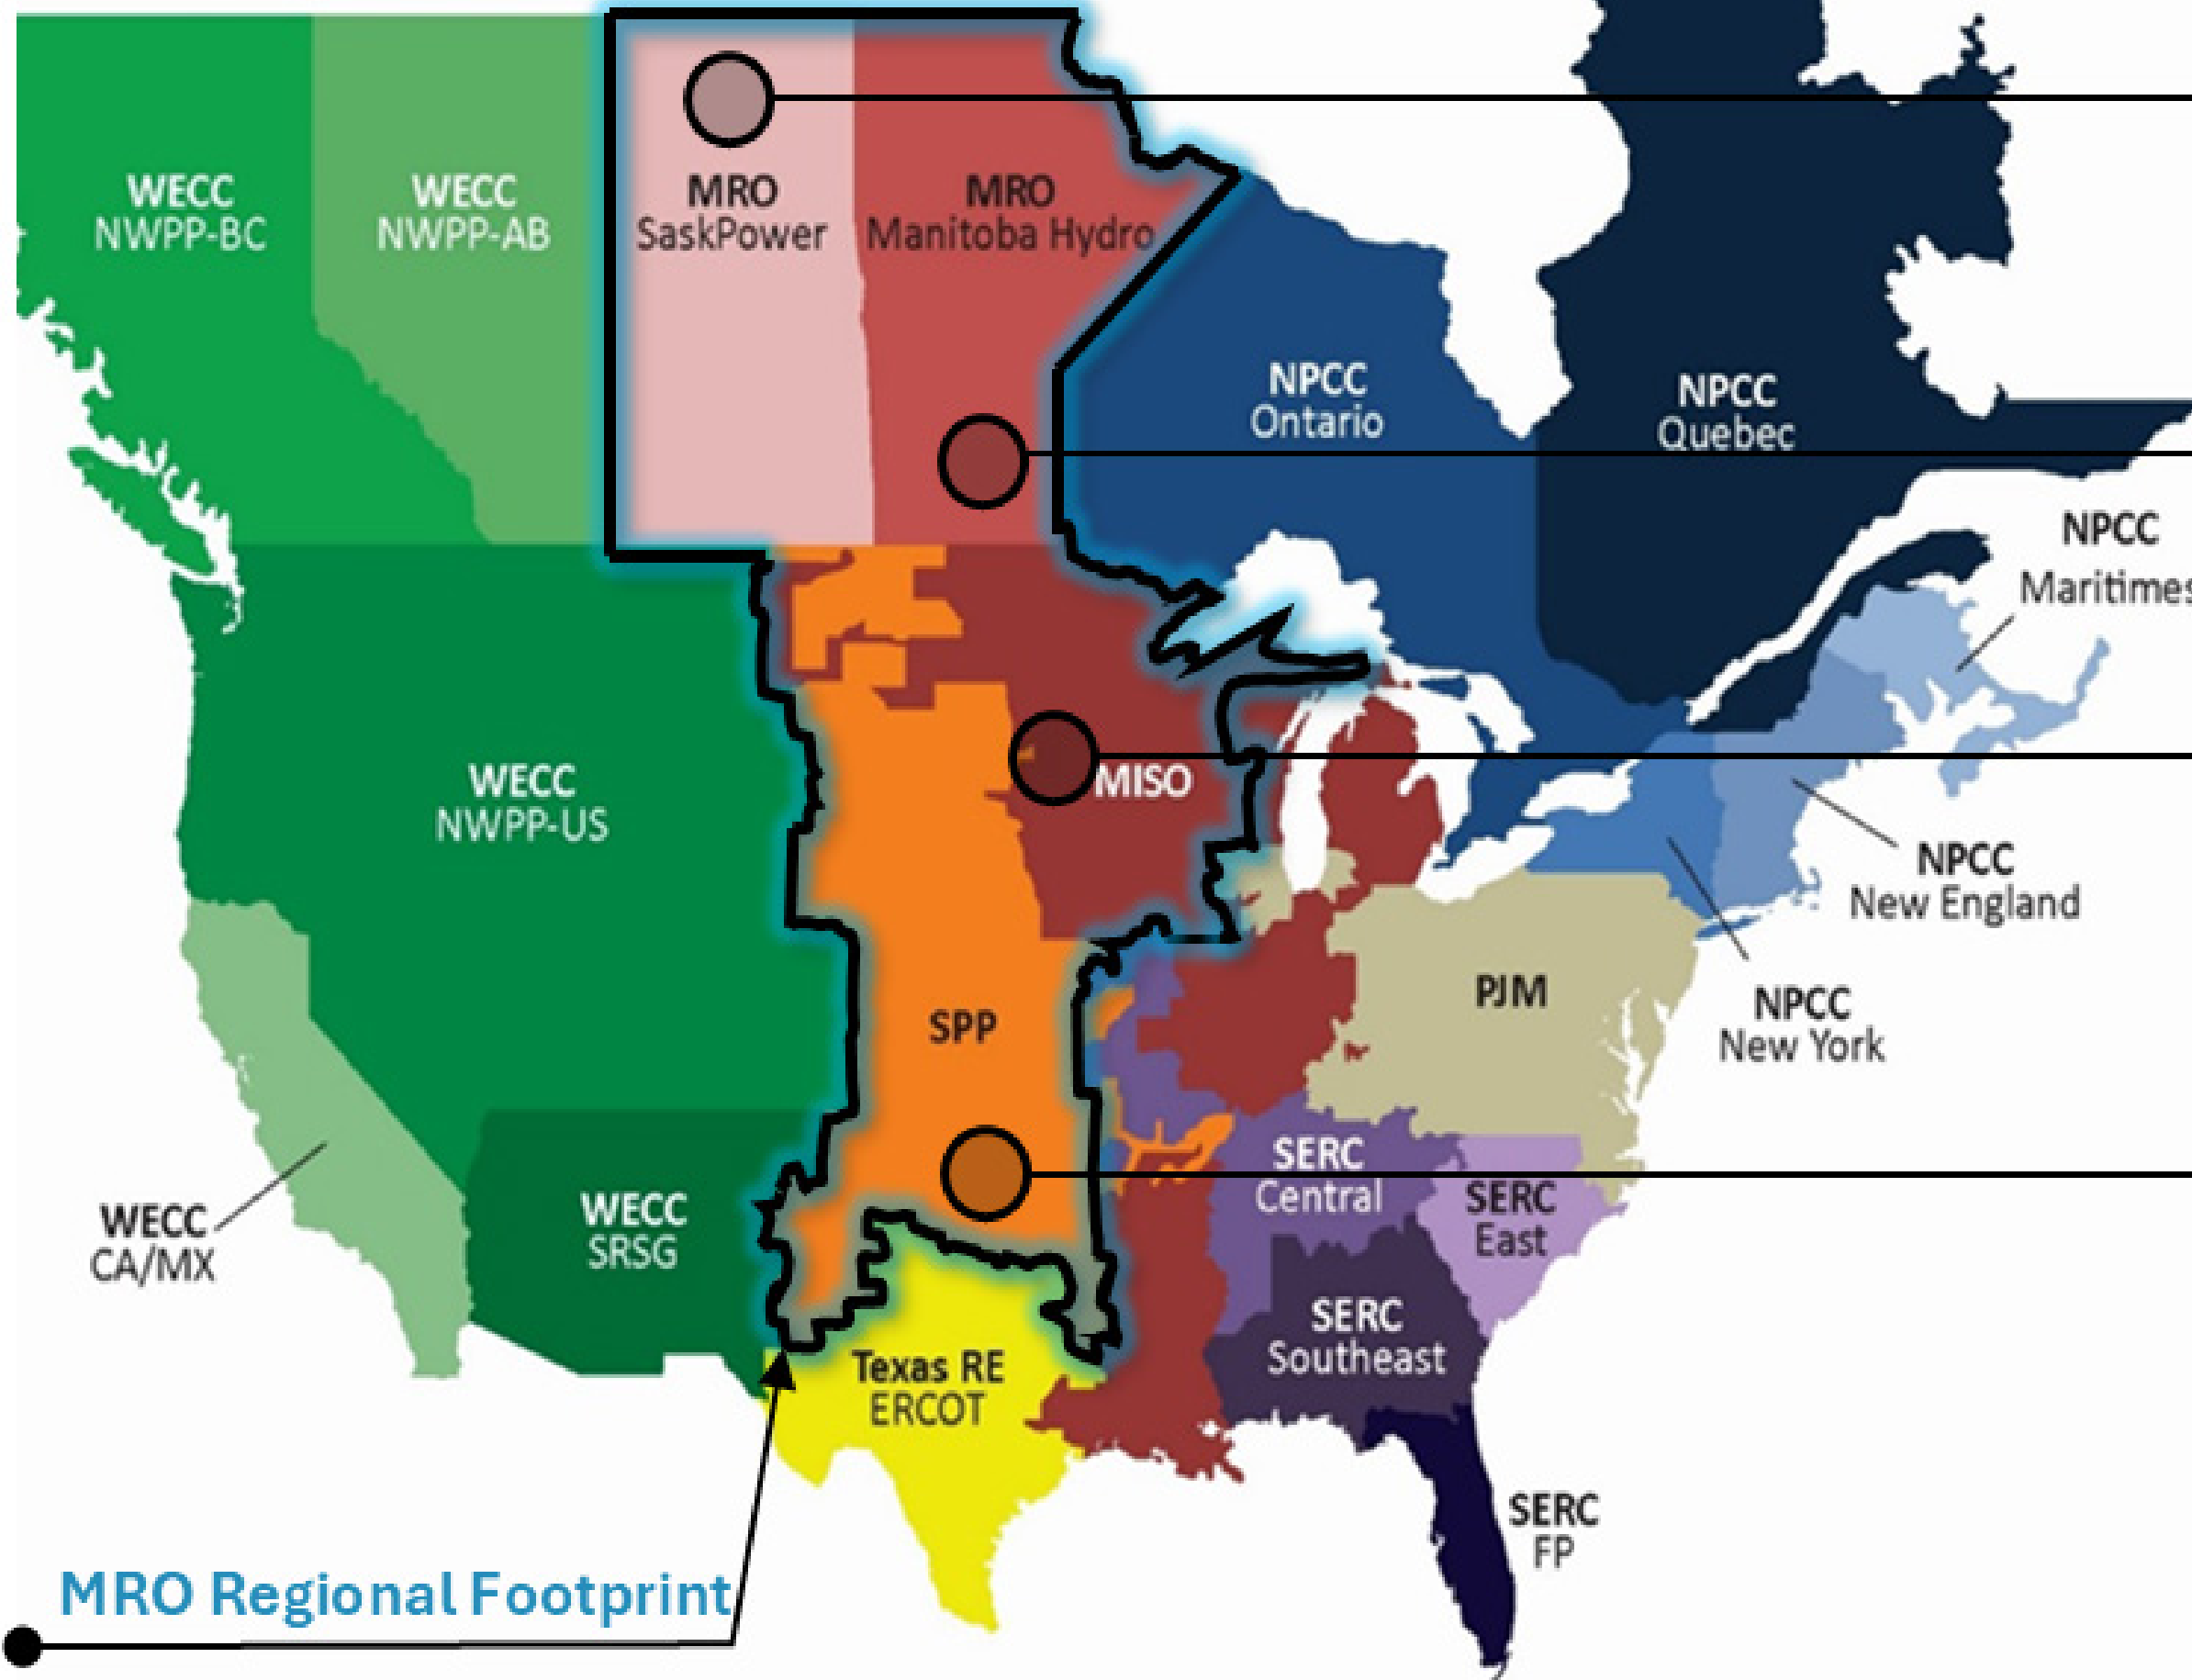 WECC
NWPP-BC
WECC
NWPP-AB
MRO
SaskPower
MRO
Manitoba Hydro
NPCC
Ontario
NPCC
Quebec
NPCC
Maritimes
WECC
NWPP-US
MISO
NPCC
New England
SPP
PJM
NPCC
New York
WECC
CA/MX
WECC
SRSG
SERC
Central
SERC
East
SERC
Southeast
Texas RE
ERCOT
SERC
FP
MRO Regional Footprint